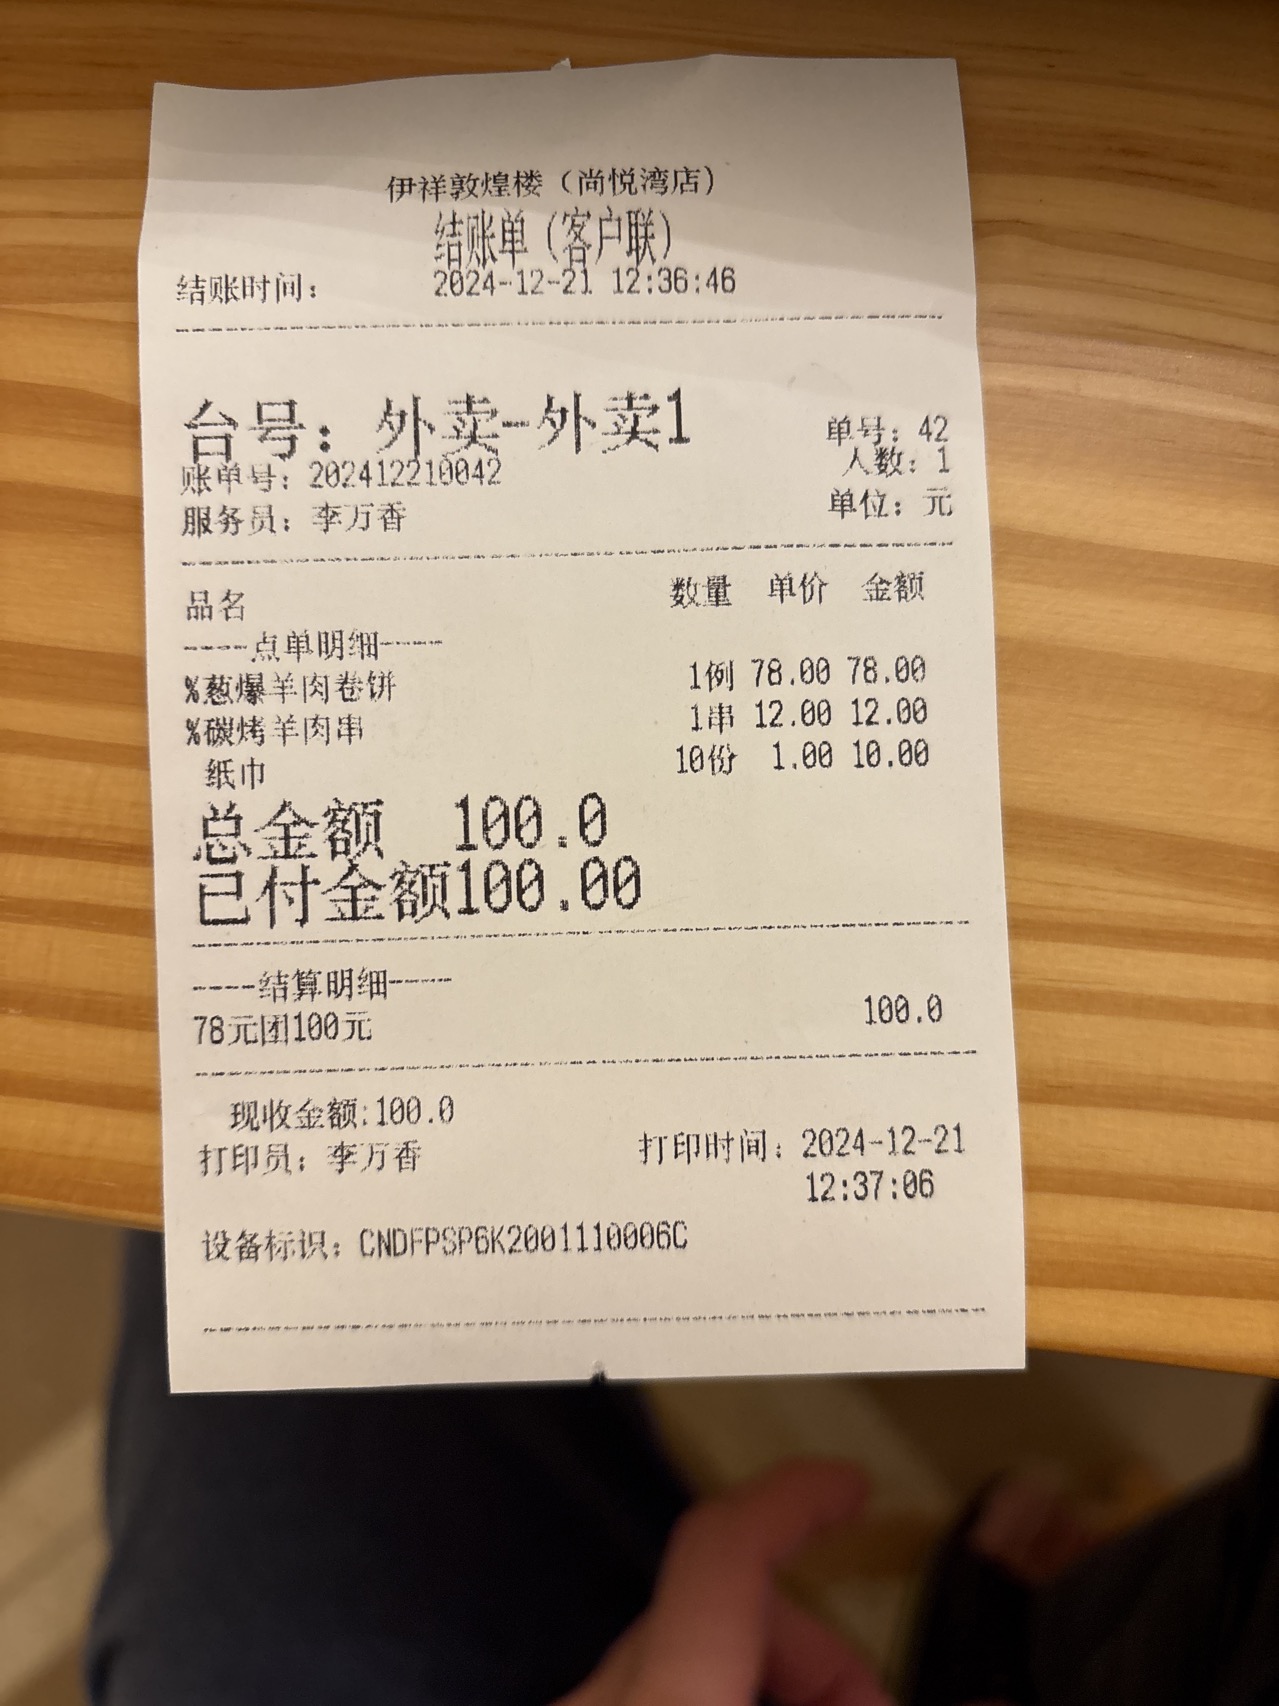 伊祥敦煌楼（尚悦湾店）
结账单（客户联）
结账时间： 2024-12-21 12:36:46
台号：外卖-外卖1 单号：42
账单号：202412210042 人数：1
服务员：李万香 单位：元
品名 数量 单价 金额
----点单明细----
%葱爆羊肉卷饼 1例 78.00 78.00
%碳烤羊肉串 1串 12.00 12.00
纸巾 10份 1.00 10.00
总金额 100.0
已付金额100.00
----结算明细----
78元团100元 100.0
现收金额:100.0
打印员：李万香 打印时间：2024-12-21
12:37:06
设备标识：CNDFPSP6K2001110006C